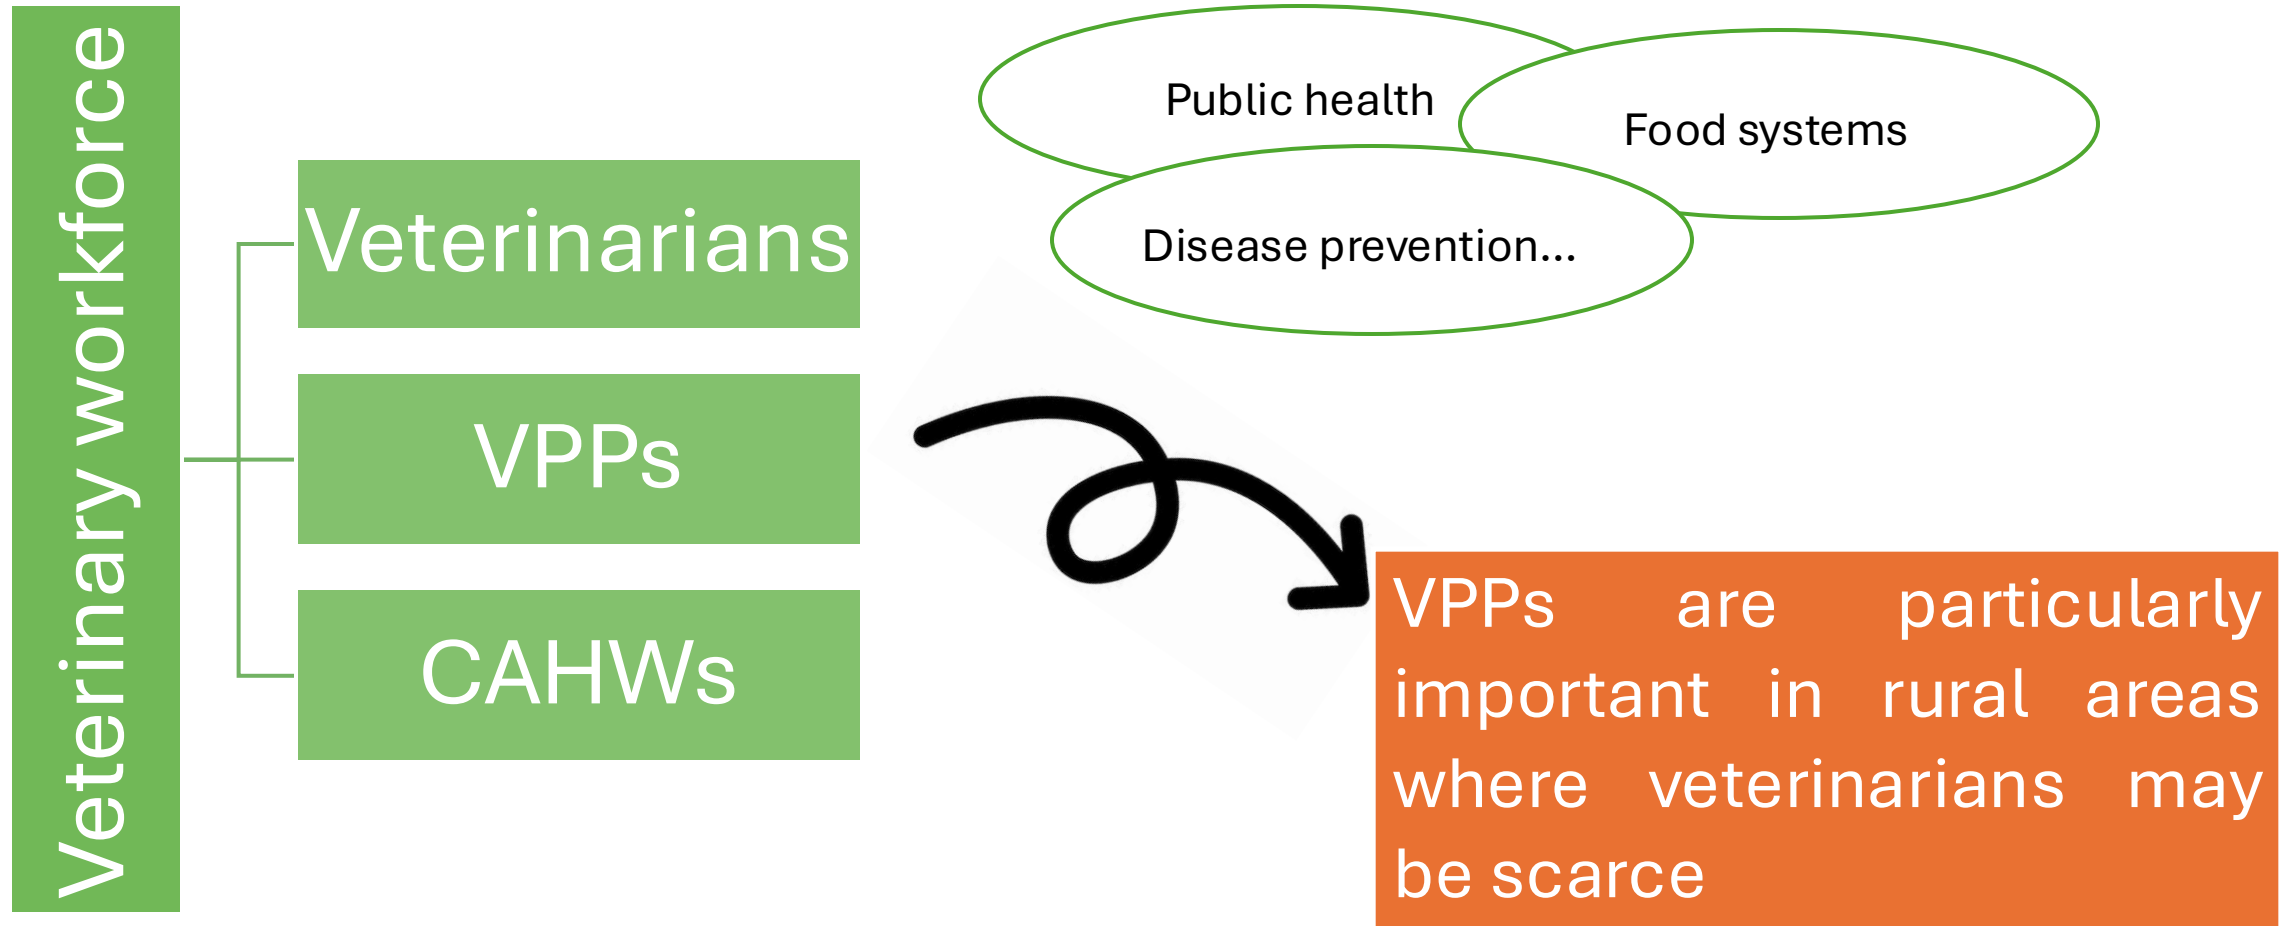 Veterinary workforce
Veterinarians
VPPs
CAHWs
Public health
Food systems
Disease prevention...
VPPs are particularly
important in rural areas
where veterinarians may
be scarce